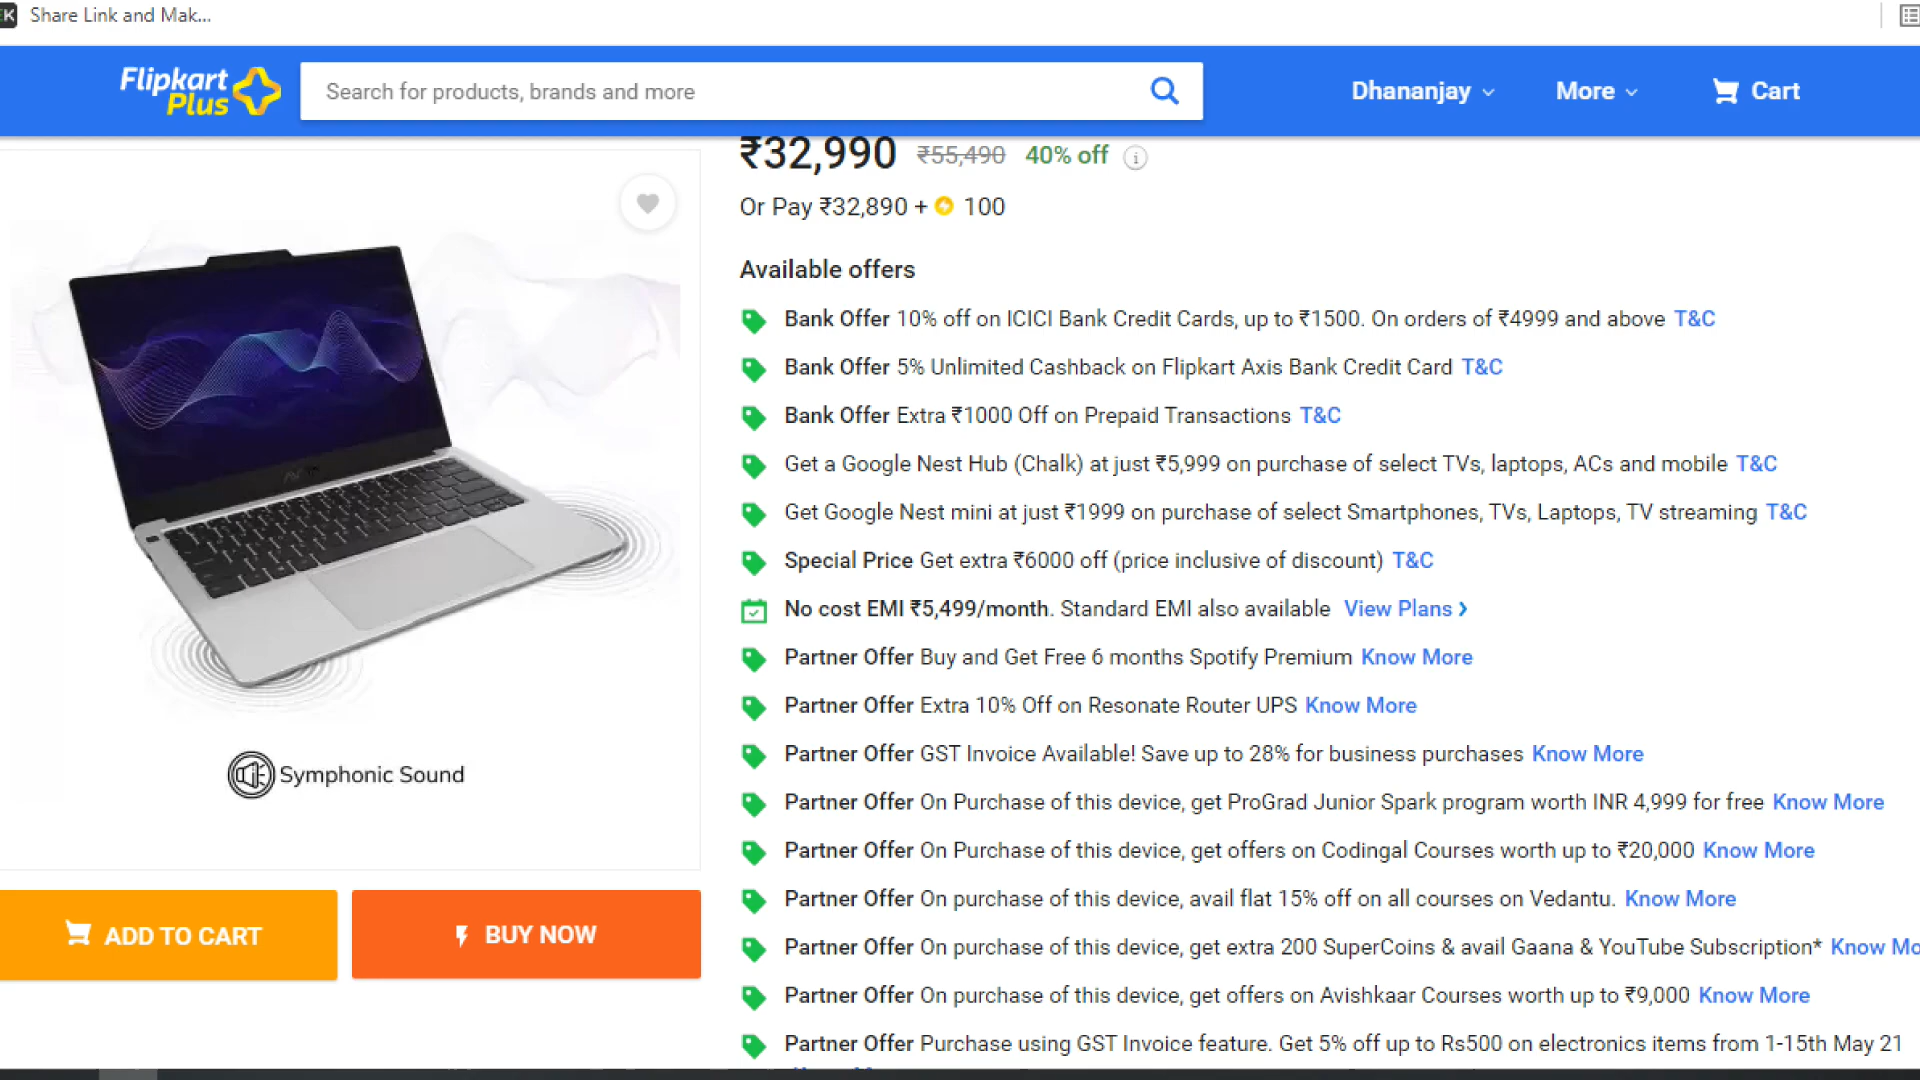 K Share Link and Mak...
Flipkart
Plus
Search for products, brands and more
Dhananjay
More
Cart
₹32,990 ₹55,490 40% off
Or Pay ₹32,890 + 100
Available offers
Bank Offer 10% off on ICICI Bank Credit Cards, up to ₹1500. On orders of ₹4999 and above T&C
Bank Offer 5% Unlimited Cashback on Flipkart Axis Bank Credit Card T&C
Bank Offer Extra ₹1000 Off on Prepaid Transactions T&C
Get a Google Nest Hub (Chalk) at just ₹5,999 on purchase of select TVs, laptops, ACs and mobile T&C
Get Google Nest mini at just ₹1999 on purchase of select Smartphones, TVs, Laptops, TV streaming T&C
Special Price Get extra ₹6000 off (price inclusive of discount) T&C
No cost EMI ₹5,499/month. Standard EMI also available View Plans
Partner Offer Buy and Get Free 6 months Spotify Premium Know More
Partner Offer Extra 10% Off on Resonate Router UPS Know More
Partner Offer GST Invoice Available! Save up to 28% for business purchases Know More
Partner Offer On Purchase of this device, get ProGrad Junior Spark program worth INR 4,999 for free Know More
Partner Offer On Purchase of this device, get offers on Codingal Courses worth up to ₹20,000 Know More
Partner Offer On purchase of this device, avail flat 15% off on all courses on Vedantu. Know More
Partner Offer On purchase of this device, get extra 200 SuperCoins & avail Gaana & YouTube Subscription* Know Mo
Partner Offer On purchase of this device, get offers on Avishkaar Courses worth up to ₹9,000 Know More
Partner Offer Purchase using GST Invoice feature. Get 5% off up to Rs500 on electronics items from 1-15th May 21
Symphonic Sound
ADD TO CART
BUY NOW